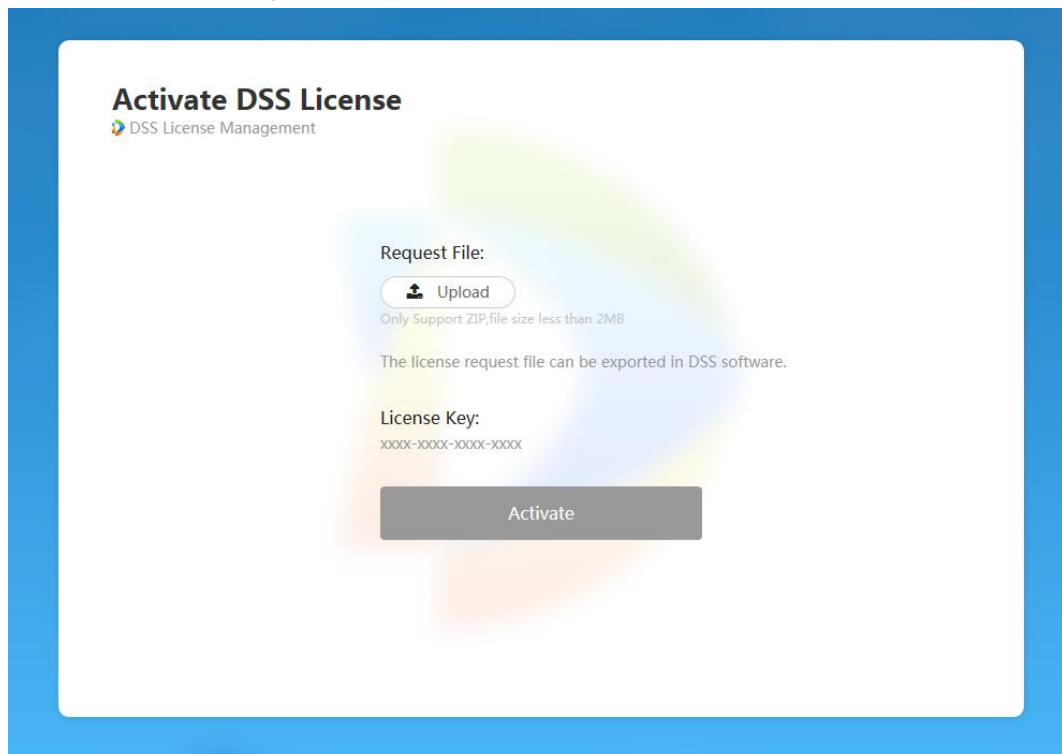 Activate DSS License
DSS License Management
Request File:
Upload
Only Support ZIP,file size less than 2MB
The license request file can be exported in DSS software.
License Key:
xxxx-xxxx-xxxx-xxxx
Activate